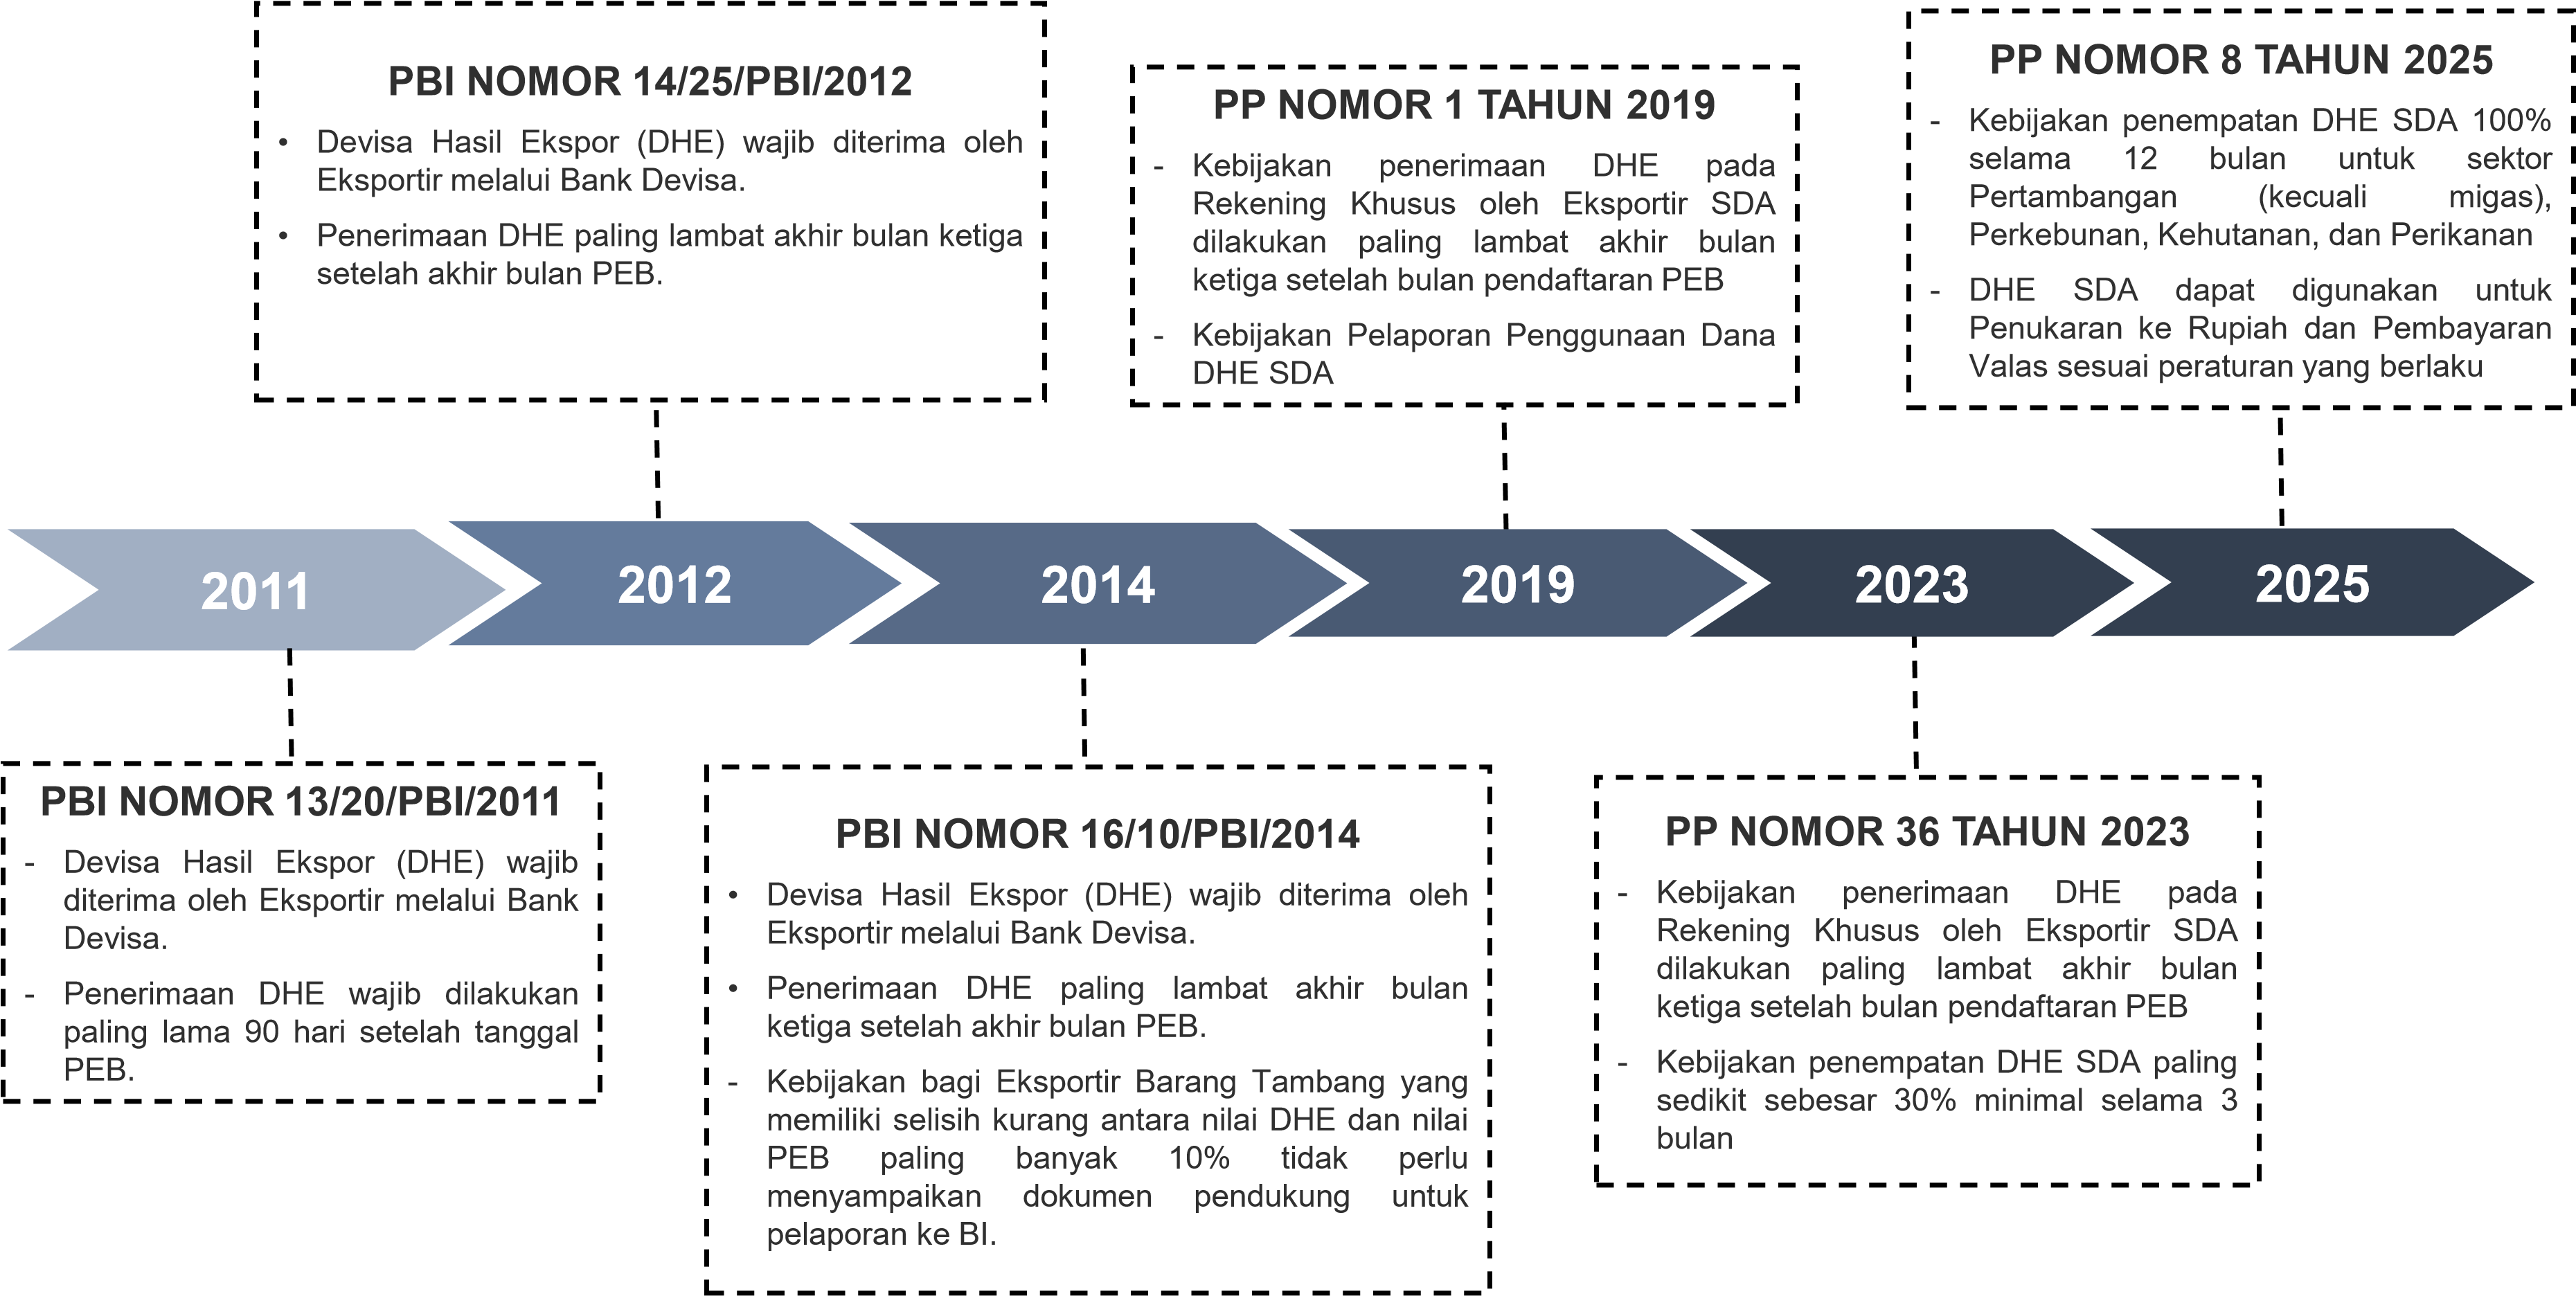 PBI NOMOR 14/25/PBI/2012
• Devisa Hasil Ekspor (DHE) wajib diterima oleh
Eksportir melalui Bank Devisa.
• Penerimaan DHE paling lambat akhir bulan ketiga
setelah akhir bulan PEB.
PP NOMOR 1 TAHUN 2019
- Kebijakan penerimaan DHE pada
Rekening Khusus oleh Eksportir SDA
dilakukan paling lambat akhir bulan
ketiga setelah bulan pendaftaran PEB
- Kebijakan Pelaporan Penggunaan Dana
DHE SDA
PP NOMOR 8 TAHUN 2025
- Kebijakan penempatan DHE SDA 100%
selama 12 bulan untuk sektor
Pertambangan (kecuali migas),
Perkebunan, Kehutanan, dan Perikanan
- DHE SDA dapat digunakan untuk
Penukaran ke Rupiah dan Pembayaran
Valas sesuai peraturan yang berlaku
2011
2012
2014
2019
2023
2025
PBI NOMOR 13/20/PBI/2011
- Devisa Hasil Ekspor (DHE) wajib
diterima oleh Eksportir melalui Bank
Devisa.
- Penerimaan DHE wajib dilakukan
paling lama 90 hari setelah tanggal
PEB.
PBI NOMOR 16/10/PBI/2014
• Devisa Hasil Ekspor (DHE) wajib diterima oleh
Eksportir melalui Bank Devisa.
• Penerimaan DHE paling lambat akhir bulan
ketiga setelah akhir bulan PEB.
- Kebijakan bagi Eksportir Barang Tambang yang
memiliki selisih kurang antara nilai DHE dan nilai
PEB paling banyak 10% tidak perlu
menyampaikan dokumen pendukung untuk
pelaporan ke BI.
PP NOMOR 36 TAHUN 2023
- Kebijakan penerimaan DHE pada
Rekening Khusus oleh Eksportir SDA
dilakukan paling lambat akhir bulan
ketiga setelah bulan pendaftaran PEB
- Kebijakan penempatan DHE SDA paling
sedikit sebesar 30% minimal selama 3
bulan